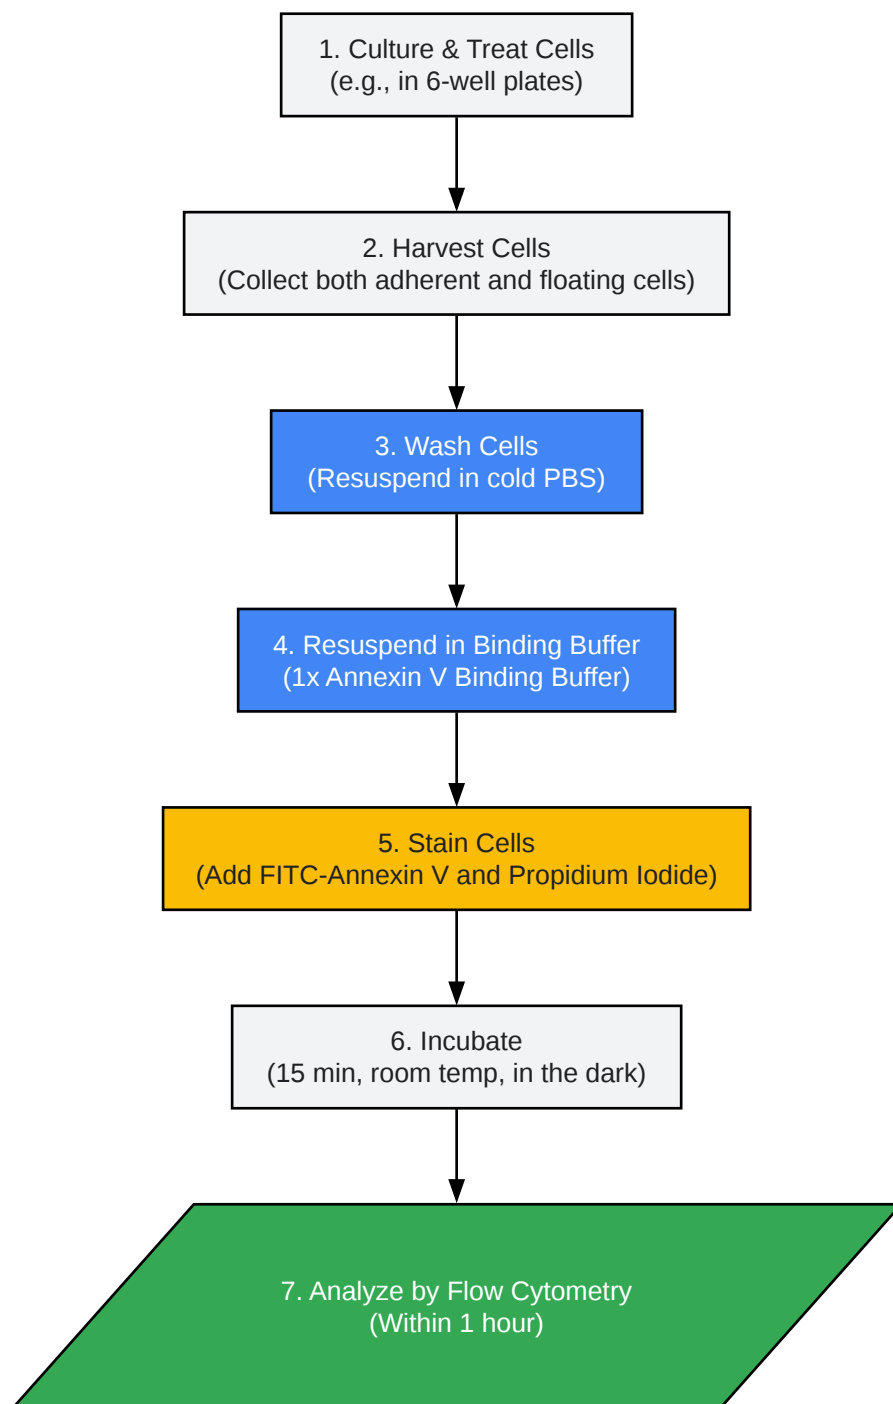 1. Culture & Treat Cells
(e.g., in 6-well plates)
2. Harvest Cells
(Collect both adherent and floating cells)
3. Wash Cells
(Resuspend in cold PBS)
4. Resuspend in Binding Buffer
(1x Annexin V Binding Buffer)
5. Stain Cells
(Add FITC-Annexin V and Propidium Iodide)
6. Incubate
(15 min, room temp, in the dark)
7. Analyze by Flow Cytometry
(Within 1 hour)